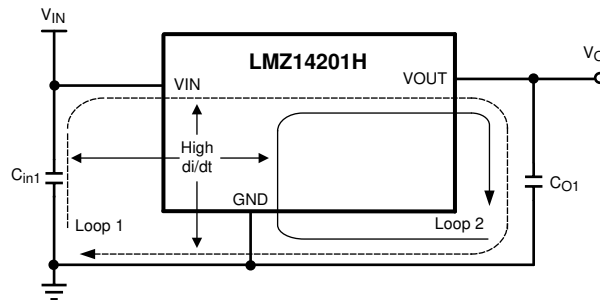 VIN
LMZ14201H
VIN
VOUT
VO
High
di/dt
Cin1
CO1
GND
Loop 1
Loop 2